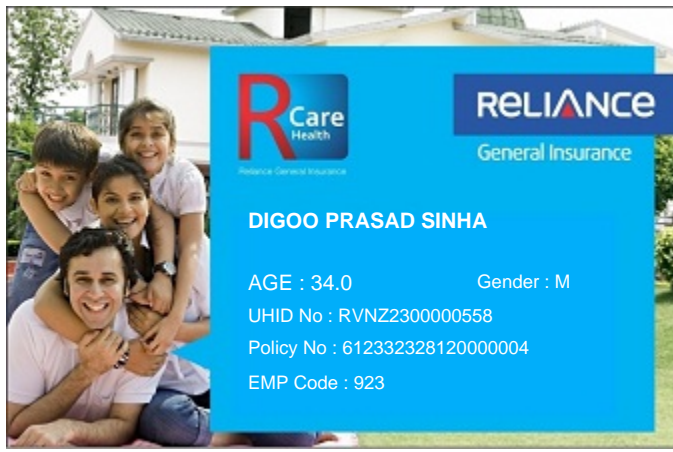 R Care
Health
Reliance General Insurance
RELIANCE
General Insurance
DIGOO PRASAD SINHA
AGE : 34.0 Gender : M
UHID No : RVNZ2300000558
Policy No : 612332328120000004
EMP Code : 923